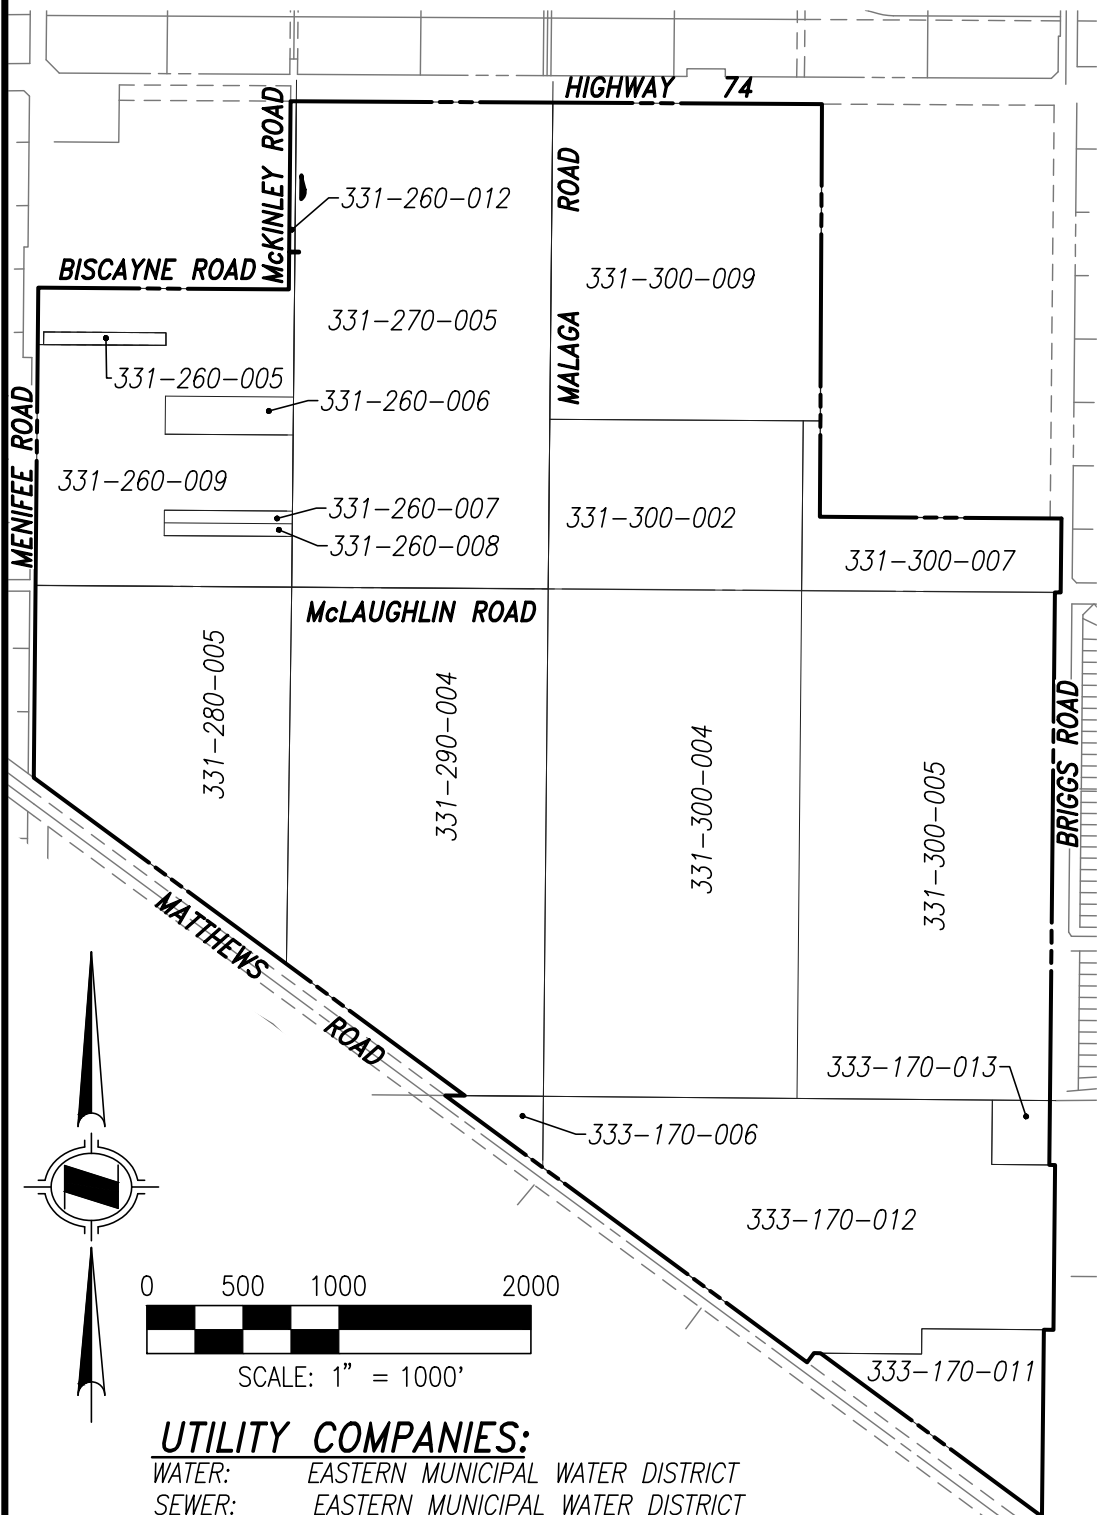 HIGHWAY 74
McKINLEY ROAD
331-260-012
MALAGA ROAD
BISCAYNE ROAD
331-300-009
331-270-005
331-260-005
331-260-006
MENIFEE ROAD
331-260-009
331-260-007
331-300-002
331-260-008
331-300-007
McLAUGHLIN ROAD
331-280-005
331-290-004
331-300-004
331-300-005
BRIGGS ROAD
MATTHEWS ROAD
333-170-013
333-170-006
333-170-012
0 500 1000 2000
SCALE: 1" = 1000'
333-170-011
UTILITY COMPANIES:
WATER: EASTERN MUNICIPAL WATER DISTRICT
SEWER: EASTERN MUNICIPAL WATER DISTRICT